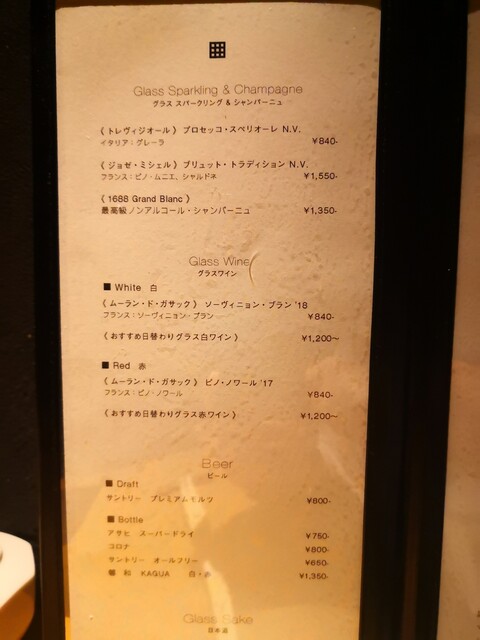 Glass Sparkling & Champagne
グラス スパークリング & シャンパーニュ
《 トレヴィジオール 》 プロセッコ・スペリオーレ N.V.
イタリア：グレーラ ¥840-
《 ジョゼ・ミシェル 》 ブリュット・トラディション N.V.
フランス：ピノ・ムニエ、シャルドネ ¥1,550-
《 1688 Grand Blanc 》
最高級ノンアルコール・シャンパーニュ ¥1,350-
Glass Wine
グラスワイン
■ White 白
《 ムーラン・ド・ガサック 》 ソーヴィニョン・ブラン '18
フランス：ソーヴィニョン・ブラン ¥840-
《 おすすめ日替わりグラス白ワイン 》 ¥1,200～
■ Red 赤
《 ムーラン・ド・ガサック 》 ピノ・ノワール '17
フランス：ピノ・ノワール ¥840-
《 おすすめ日替わりグラス赤ワイン 》 ¥1,200～
Beer
ビール
■ Draft
サントリー プレミアムモルツ ¥800-
■ Bottle
アサヒ スーパードライ ¥750-
コロナ ¥800-
サントリー オールフリー ¥650-
馨 和 KAGUA 白・赤 ¥1,350-
Glass Sake
日本酒